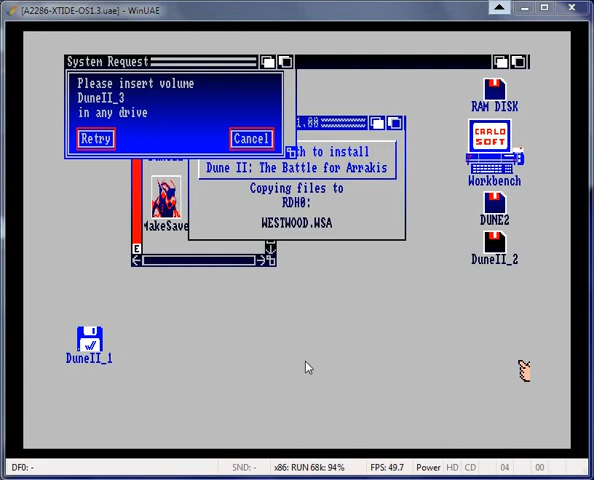 [A2286-XTIDE-OS1.3.uae] - WinUAE
System Request
Please insert volume
DuneII_3
in any drive
Retry
Cancel
1.00
th to install
Dune II: The Battle for Arrakis
Copying files to
RDH0:
WESTWOOD.WSA
MakeSave
E
RAM DISK
CARLO
SOFT
Workbench
DUNE2
DuneII_2
DuneII_1
DF0: -
SND: -
x86: RUN 68k: 94%
FPS: 49.7
Power
HD
CD
04
00
-